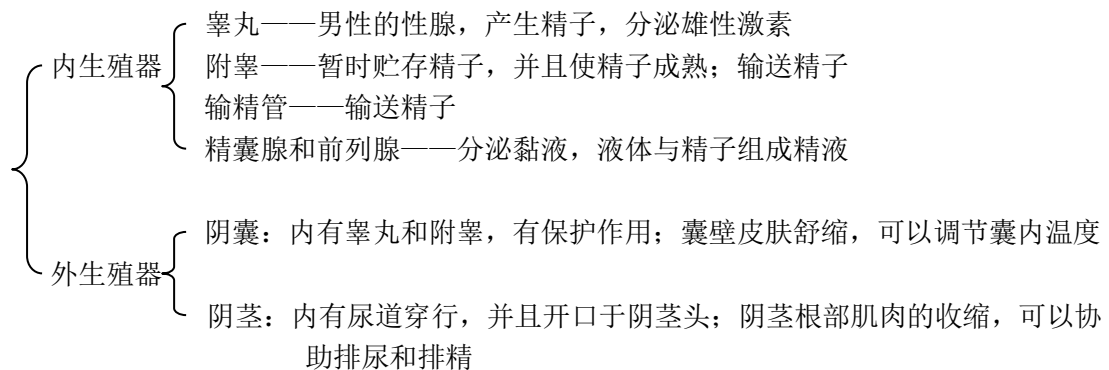 睾丸——男性的性腺，产生精子，分泌雄性激素
内生殖器
附睾——暂时贮存精子，并且使精子成熟；输送精子
输精管——输送精子
精囊腺和前列腺——分泌黏液，液体与精子组成精液
阴囊：内有睾丸和附睾，有保护作用；囊壁皮肤舒缩，可以调节囊内温度
外生殖器
阴茎：内有尿道穿行，并且开口于阴茎头；阴茎根部肌肉的收缩，可以协
助排尿和排精